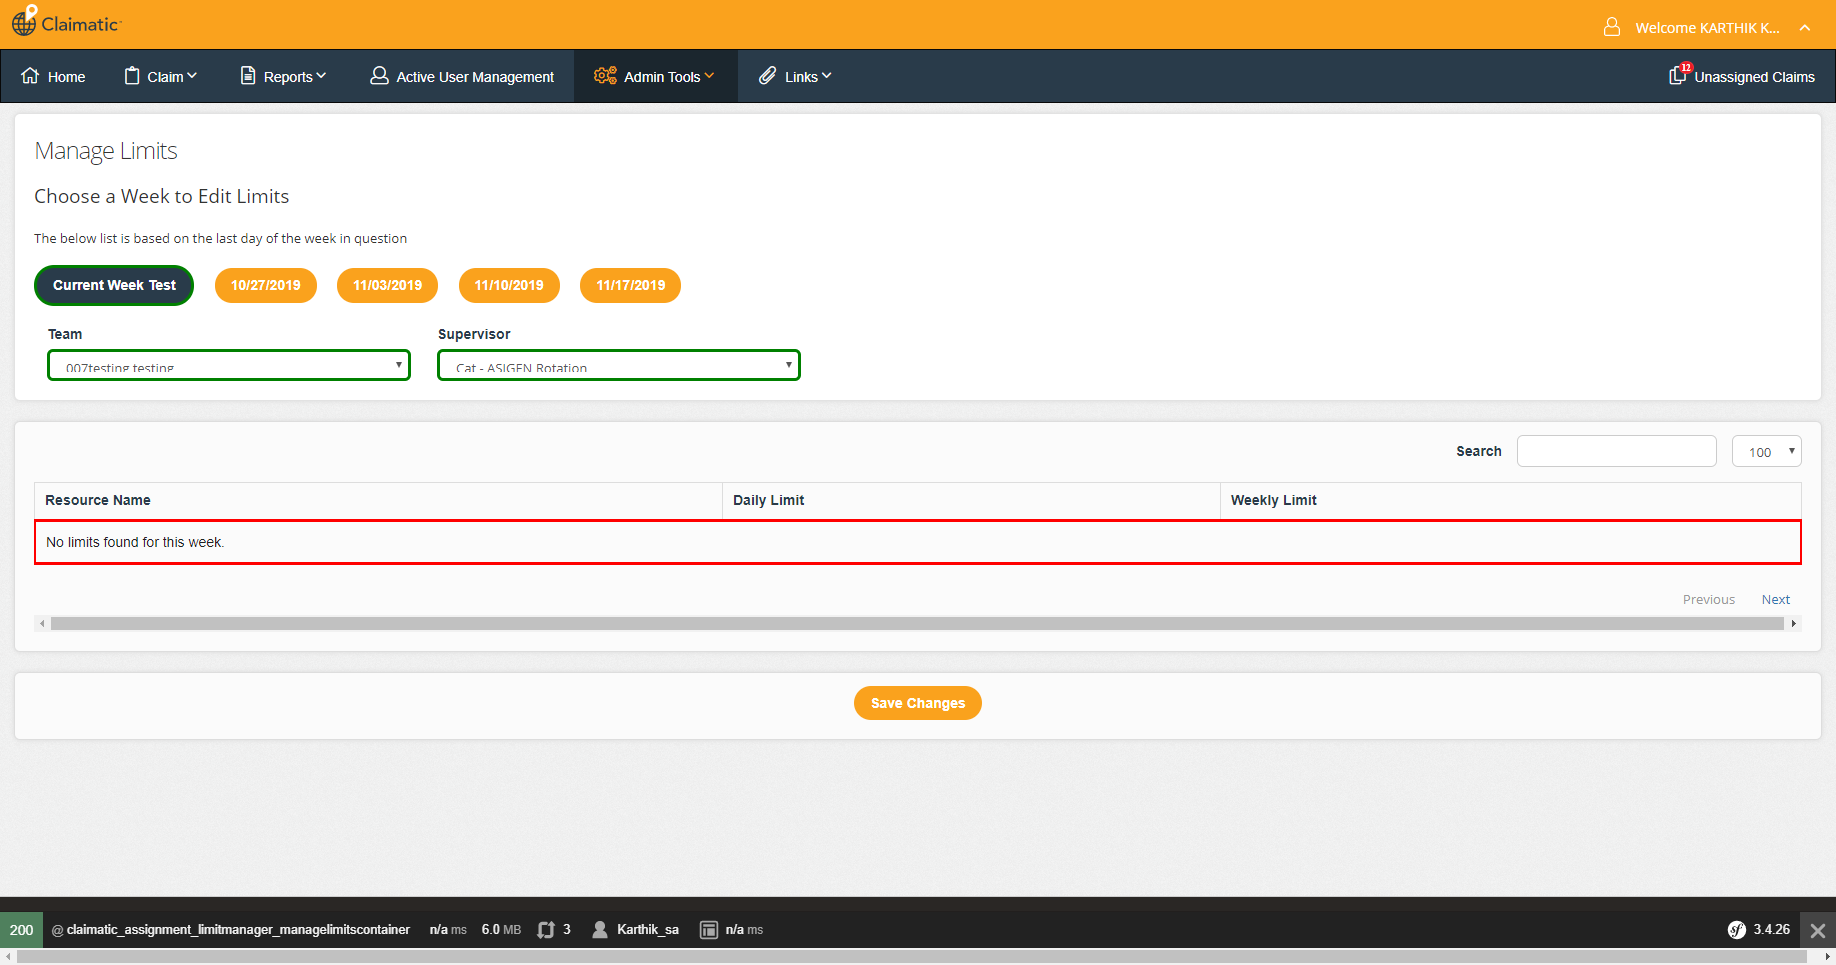 Claimatic
Welcome KARTHIK K...
Home
Claim
Reports
Active User Management
Admin Tools
Links
12
Unassigned Claims
Manage Limits
Choose a Week to Edit Limits
The below list is based on the last day of the week in question
Current Week Test
10/27/2019
11/03/2019
11/10/2019
11/17/2019
Team
Supervisor
007testing testing
Cat - ASIGEN Rotation
Search
100
Resource Name
Daily Limit
Weekly Limit
No limits found for this week.
Previous
Next
Save Changes
200
@ claimatic_assignment_limitmanager_managelimitscontainer
n/a ms
6.0 MB
3
Karthik_sa
n/a ms
sf
3.4.26